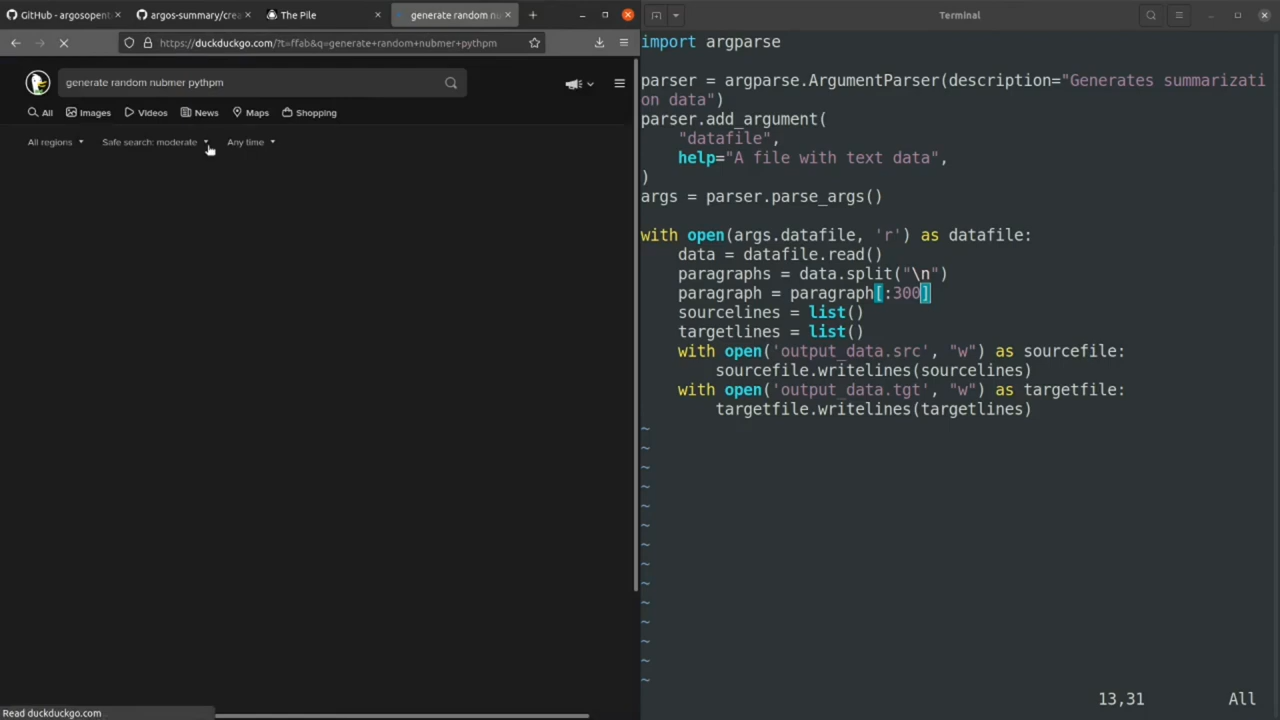 GitHub - argosopent
argos-summary/crea
The Pile
generate random nu
https://duckduckgo.com/?t=ffab&q=generate+random+nubmer+pythpm
generate random nubmer pythpm
All Images Videos News Maps Shopping
All regions Safe search: moderate Any time
Read duckduckgo.com
Terminal
import argparse
parser = argparse.ArgumentParser(description="Generates summarizati
on data")
parser.add_argument(
"datafile",
help="A file with text data",
)
args = parser.parse_args()
with open(args.datafile, 'r') as datafile:
data = datafile.read()
paragraphs = data.split("\n")
paragraph = paragraph[:300]
sourcelines = list()
targetlines = list()
with open('output_data.src', "w") as sourcefile:
sourcefile.writelines(sourcelines)
with open('output_data.tgt', "w") as targetfile:
targetfile.writelines(targetlines)
~
~
~
~
~
~
~
~
~
~
~
~
~
~
13,31 All